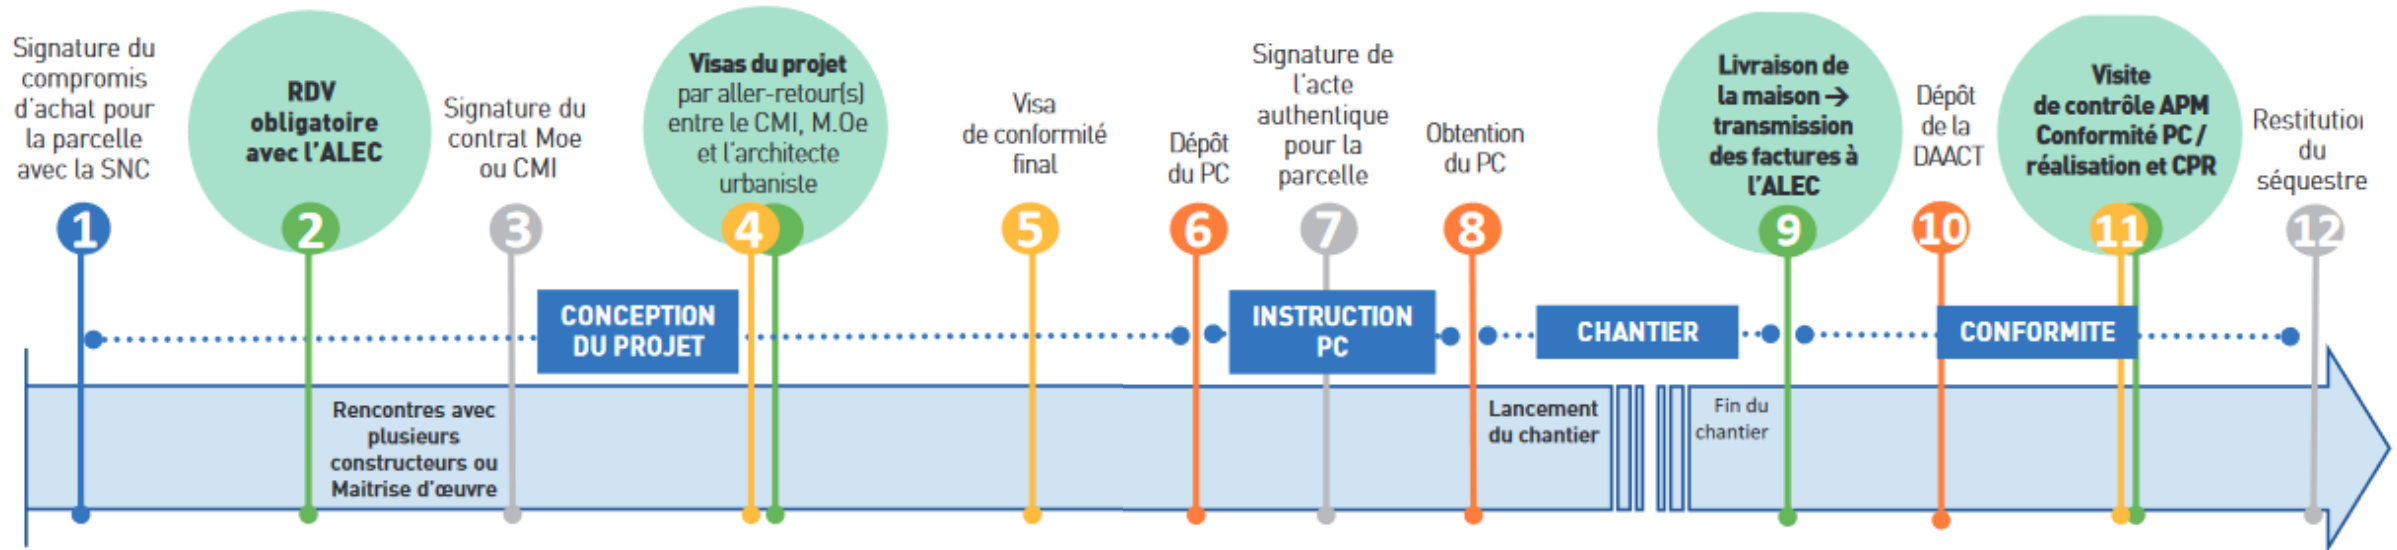 Signature du
compromis
d'achat pour
la parcelle
avec la SNC
1
RDV
obligatoire
avec l'ALEC
2
Signature du
contrat Moe
ou CMI
3
Visas du projet
par aller-retour(s)
entre le CMI, M.Oe
et l'architecte
urbaniste
4
Visa
de conformité
final
5
Dépôt
du PC
6
Signature de
l'acte
authentique
pour la
parcelle
7
Obtention
du PC
8
Livraison de
la maison →
transmission
des factures à
l'ALEC
9
Dépôt
de la
DAACT
10
Visite
de contrôle APM
Conformité PC /
réalisation et CPR
11
Restitution
du
séquestre
12
CONCEPTION
DU PROJET
INSTRUCTION
PC
CHANTIER
CONFORMITE
Rencontres avec
plusieurs
constructeurs ou
Maitrise d'œuvre
Lancement
du chantier
Fin du
chantier